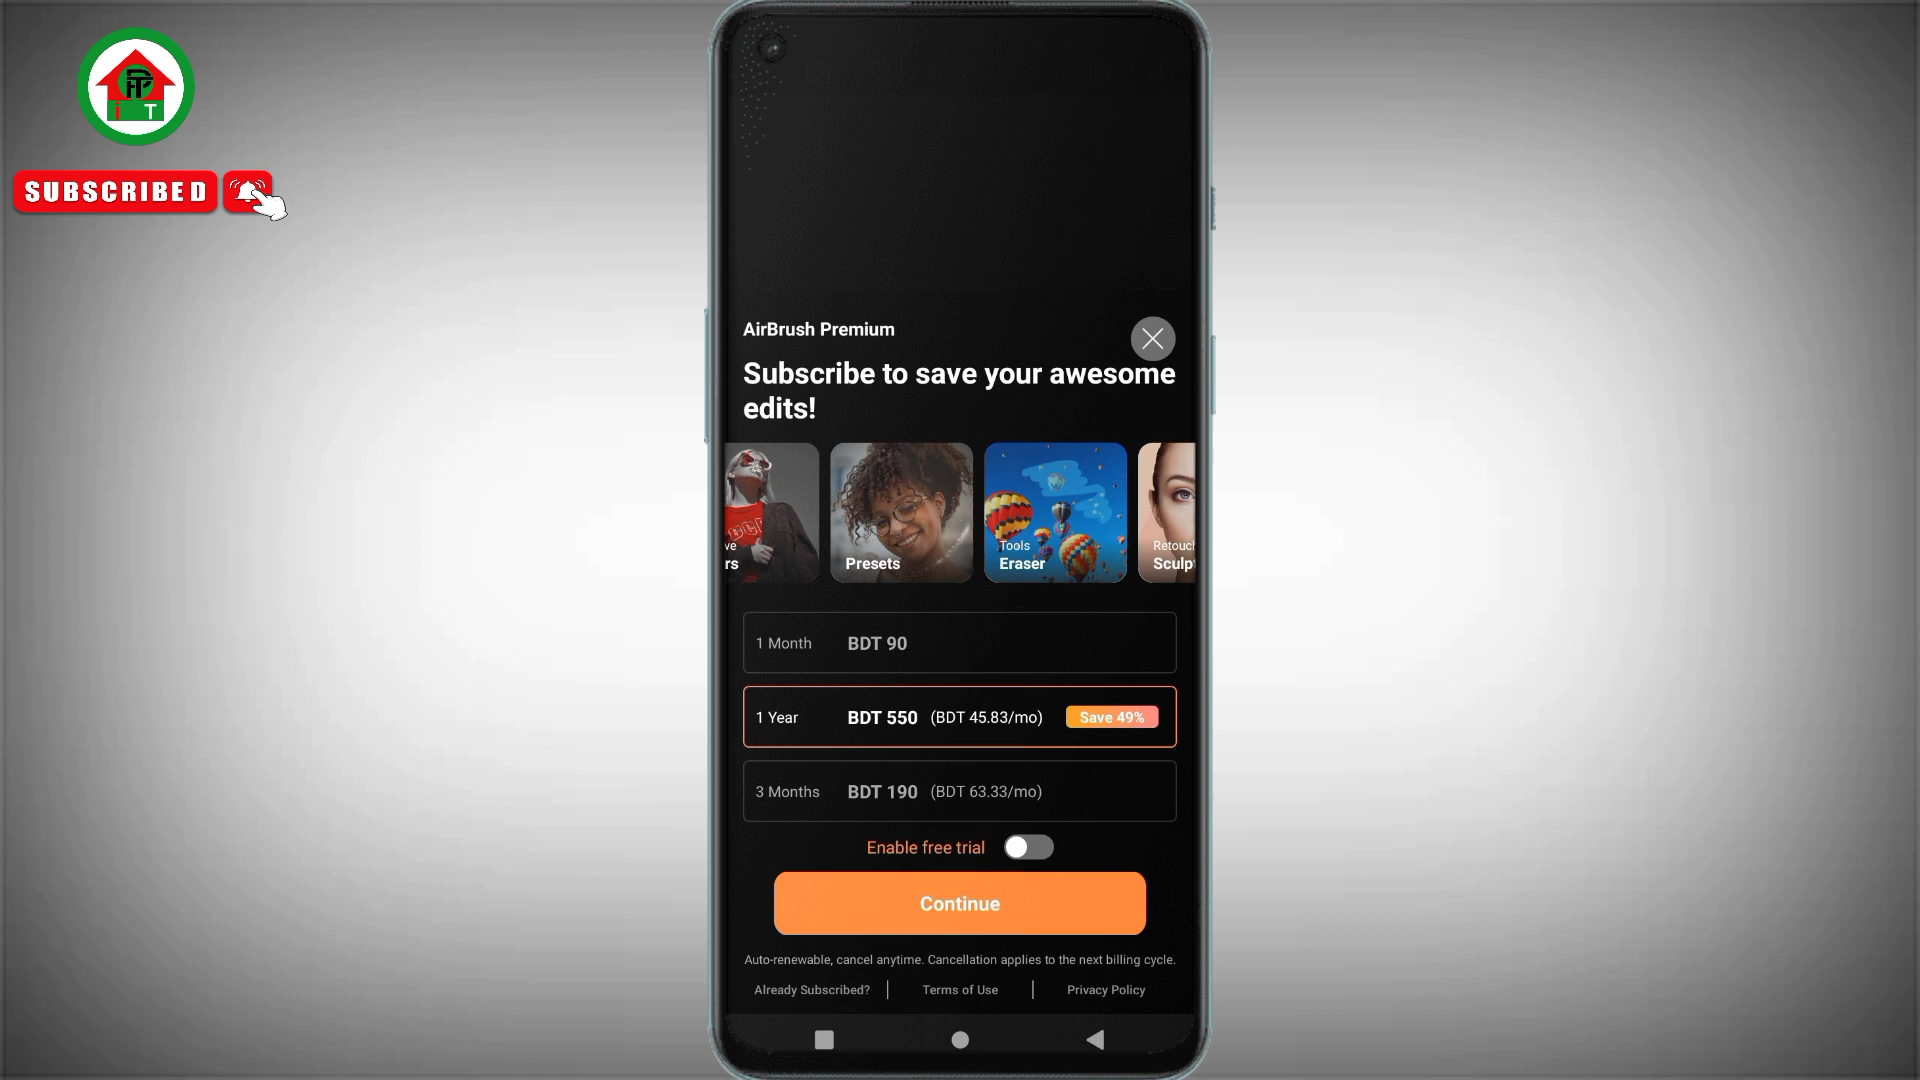 i T
SUBSCRIBED
AirBrush Premium
Subscribe to save your awesome
edits!
Presets
Tools
Eraser
Retouch
Sculpt
1 Month BDT 90
1 Year BDT 550 (BDT 45.83/mo) Save 49%
3 Months BDT 190 (BDT 63.33/mo)
Enable free trial
Continue
Auto-renewable, cancel anytime. Cancellation applies to the next billing cycle.
Already Subscribed? | Terms of Use | Privacy Policy